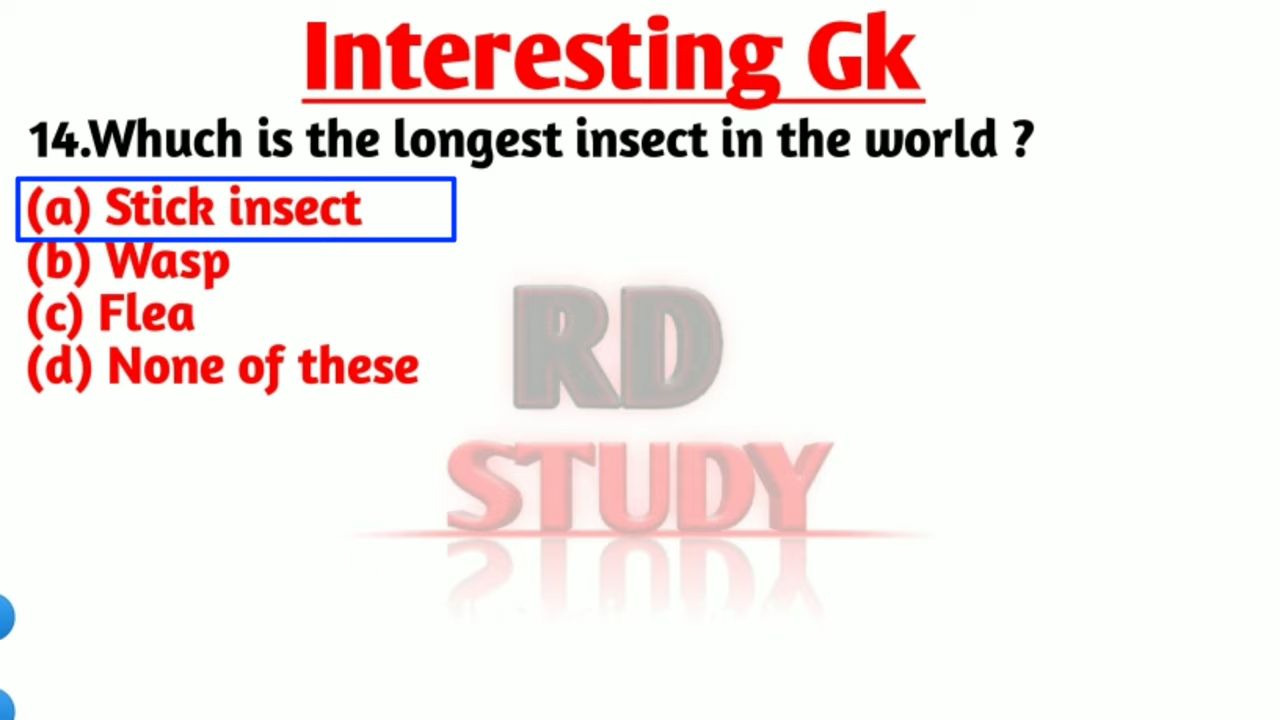 Interesting Gk
14.Whuch is the longest insect in the world ?
(a) Stick insect
(b) Wasp
(c) Flea
(d) None of these
RD
STUDY